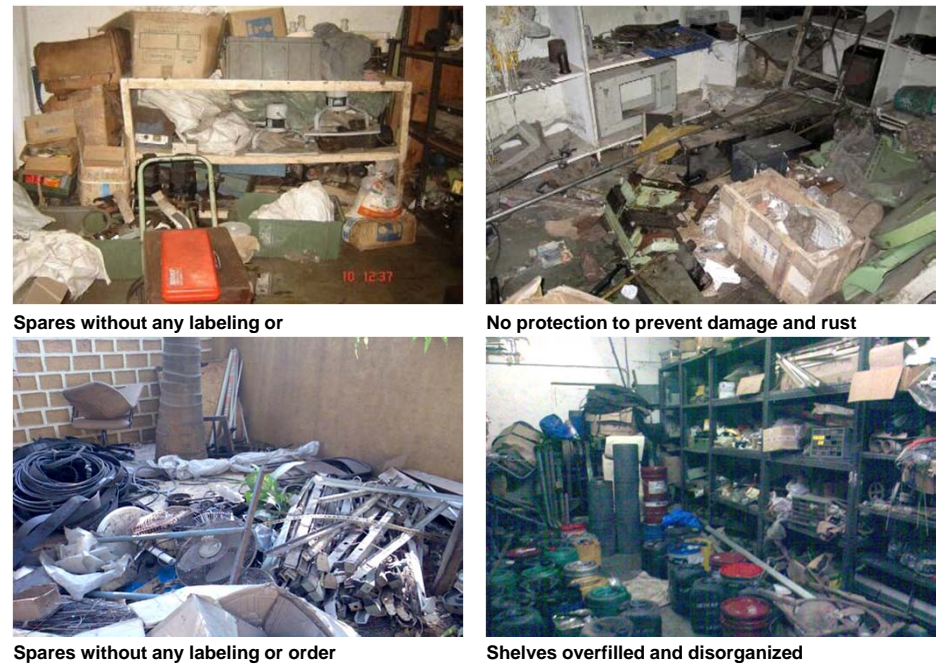 10 12:37
Spares without any labeling or
No protection to prevent damage and rust
Spares without any labeling or order
Shelves overfilled and disorganized